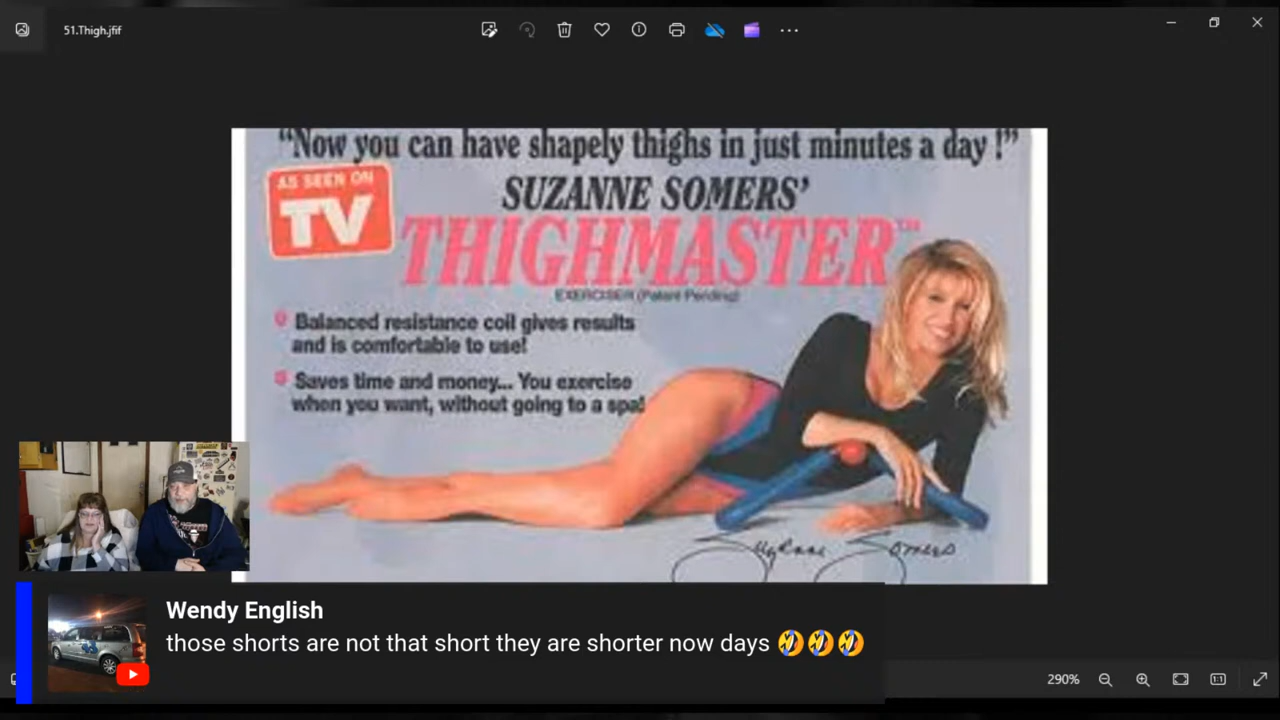 51.Thigh.jfif
“Now you can have shapely thighs in just minutes a day !”
AS SEEN ON
TV
SUZANNE SOMERS’
THIGHMASTER™
EXERCISER (Patent Pending)
Balanced resistance coil gives results
and is comfortable to use!
Saves time and money... You exercise
when you want, without going to a spa!
Suzanne Somers
Wendy English
those shorts are not that short they are shorter now days 🤣🤣🤣
290%
1:1